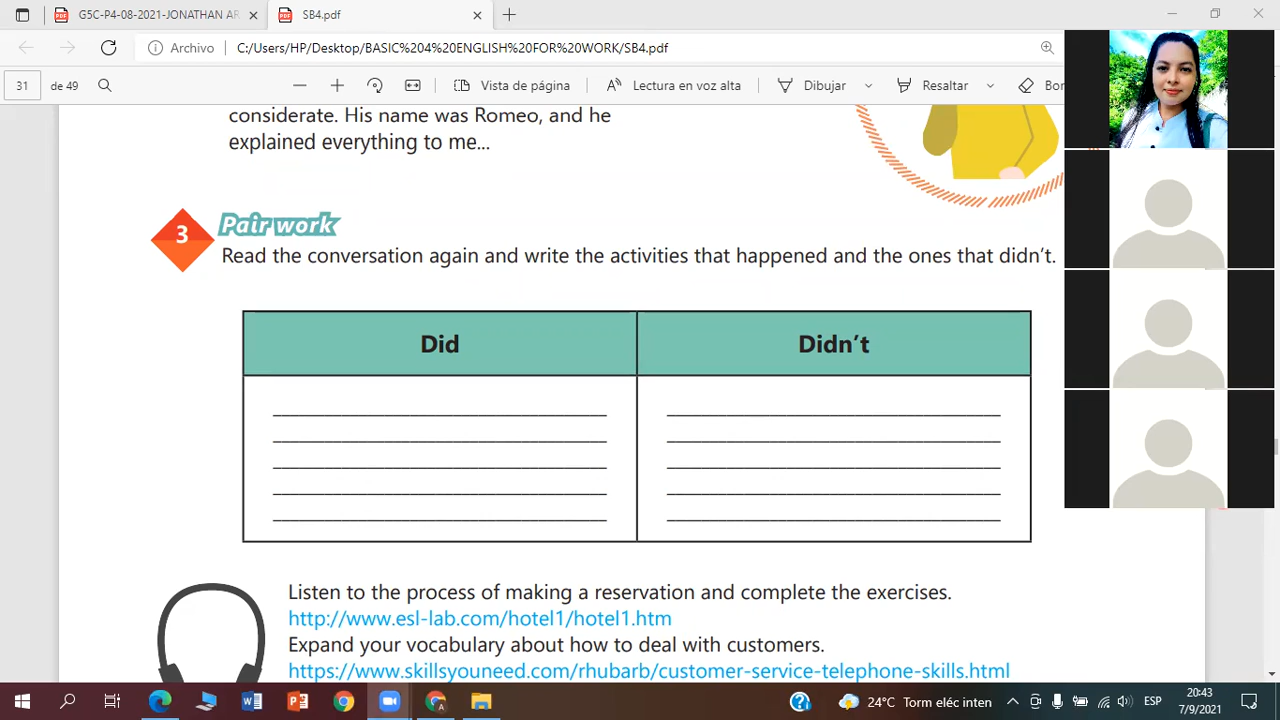 G5C-P4-08-2021-JONATHAN AR
SB4.pdf
Archivo
C:/Users/HP/Desktop/BASIC%204%20ENGLISH%20FOR%20WORK/SB4.pdf
31
de 49
Vista de página
Lectura en voz alta
Dibujar
Resaltar
Bor
considerate. His name was Romeo, and he
explained everything to me...
3
Pair work
Read the conversation again and write the activities that happened and the ones that didn't.
Did
Didn't
Listen to the process of making a reservation and complete the exercises.
http://www.esl-lab.com/hotel1/hotel1.htm
Expand your vocabulary about how to deal with customers.
https://www.skillsyouneed.com/rhubarb/customer-service-telephone-skills.html
24°C Torm eléc inten
ESP
20:43
7/9/2021